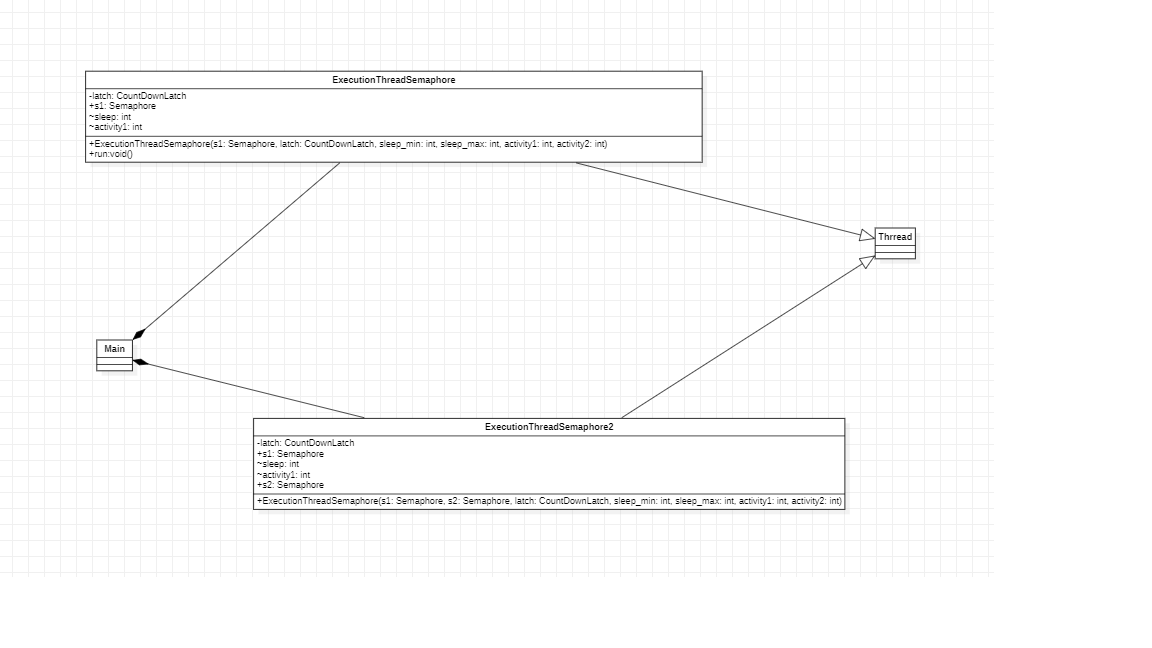 ExecutionThreadSemaphore
-latch: CountDownLatch
+s1: Semaphore
~sleep: int
~activity1: int
+ExecutionThreadSemaphore(s1: Semaphore, latch: CountDownLatch, sleep_min: int, sleep_max: int, activity1: int, activity2: int)
+run:void()
Thrread
Main
ExecutionThreadSemaphore2
-latch: CountDownLatch
+s1: Semaphore
~sleep: int
~activity1: int
+s2: Semaphore
+ExecutionThreadSemaphore(s1: Semaphore, s2: Semaphore, latch: CountDownLatch, sleep_min: int, sleep_max: int, activity1: int, activity2: int)